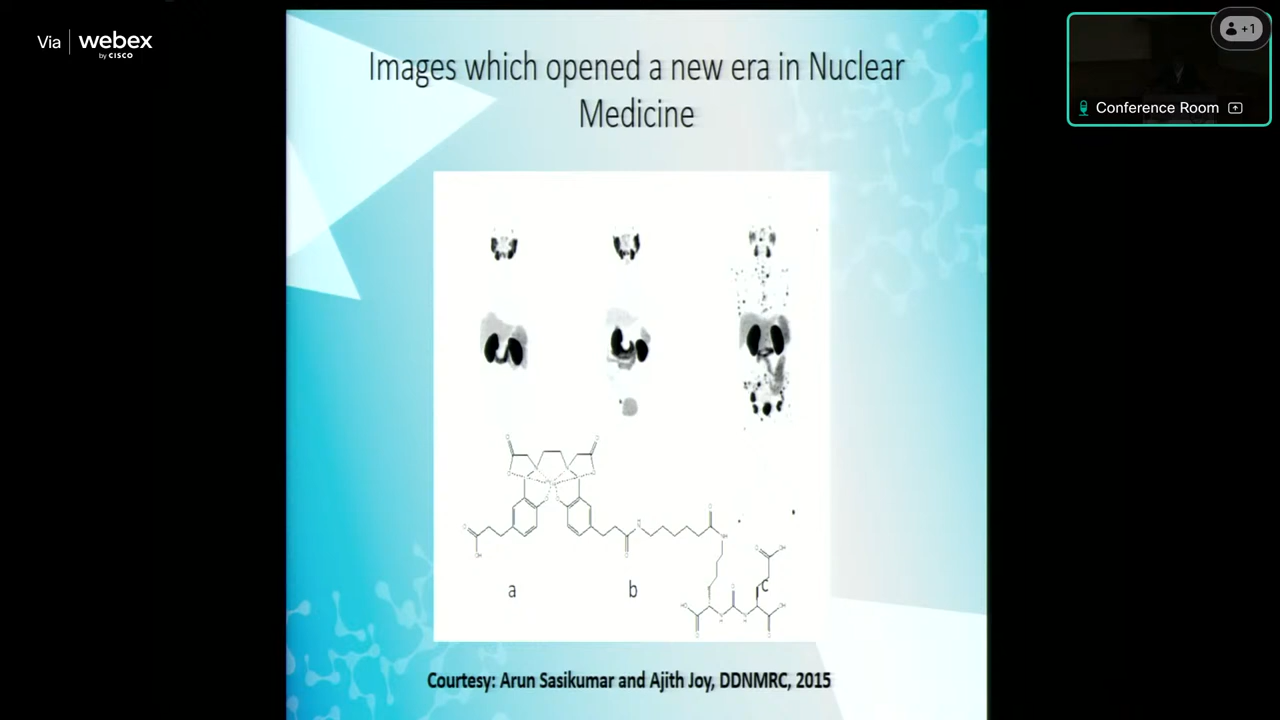 Via webex
by CISCO
+1
Conference Room
Images which opened a new era in Nuclear
Medicine
a
b
c
Courtesy: Arun Sasikumar and Ajith Joy, DDNMRC, 2015